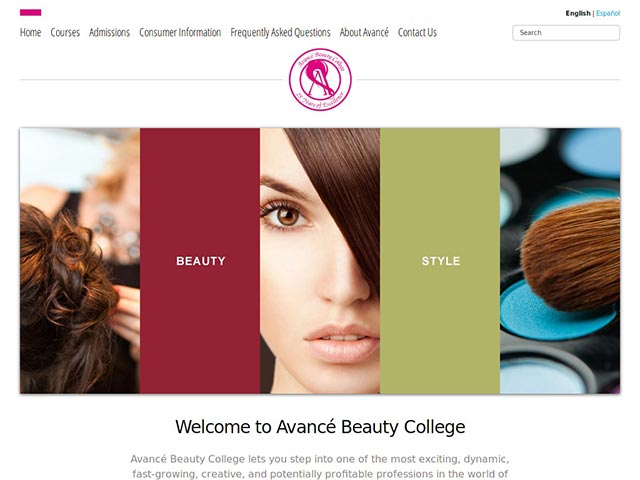 English | Español
Home Courses Admissions Consumer Information Frequently Asked Questions About Avancé Contact Us
Search
Avance Beauty College
25 Years of Excellence
BEAUTY
STYLE
Welcome to Avancé Beauty College
Avancé Beauty College lets you step into one of the most exciting, dynamic,
fast-growing, creative, and potentially profitable professions in the world of